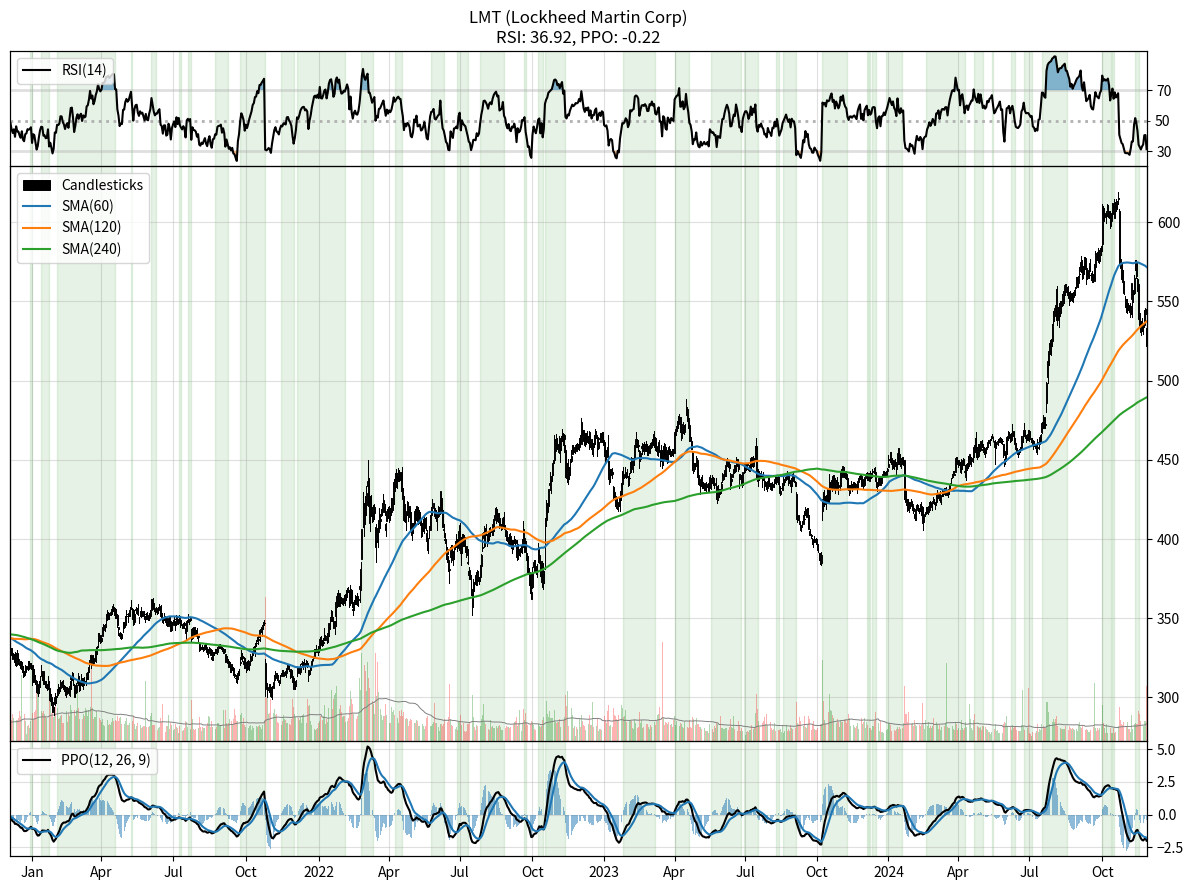 LMT (Lockheed Martin Corp)
RSI: 36.92, PPO: -0.22
RSI(14)
70
50
30
Candlesticks
SMA(60)
SMA(120)
SMA(240)
600
550
500
450
400
350
300
PPO(12, 26, 9)
5.0
2.5
0.0
−2.5
Jan Apr Jul Oct 2022 Apr Jul Oct 2023 Apr Jul Oct 2024 Apr Jul Oct